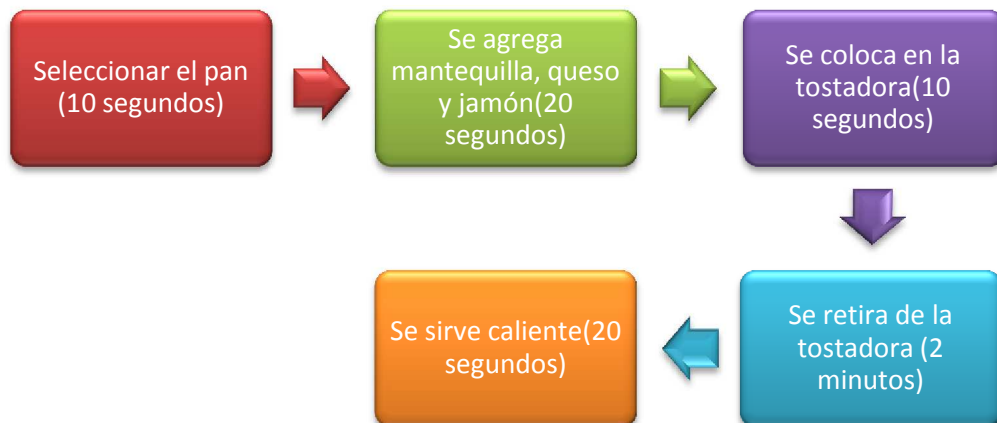 Seleccionar el pan
(10 segundos)
Se agrega
mantequilla, queso
y jamón(20
segundos)
Se coloca en la
tostadora(10
segundos)
Se retira de la
tostadora (2
minutos)
Se sirve caliente(20
segundos)